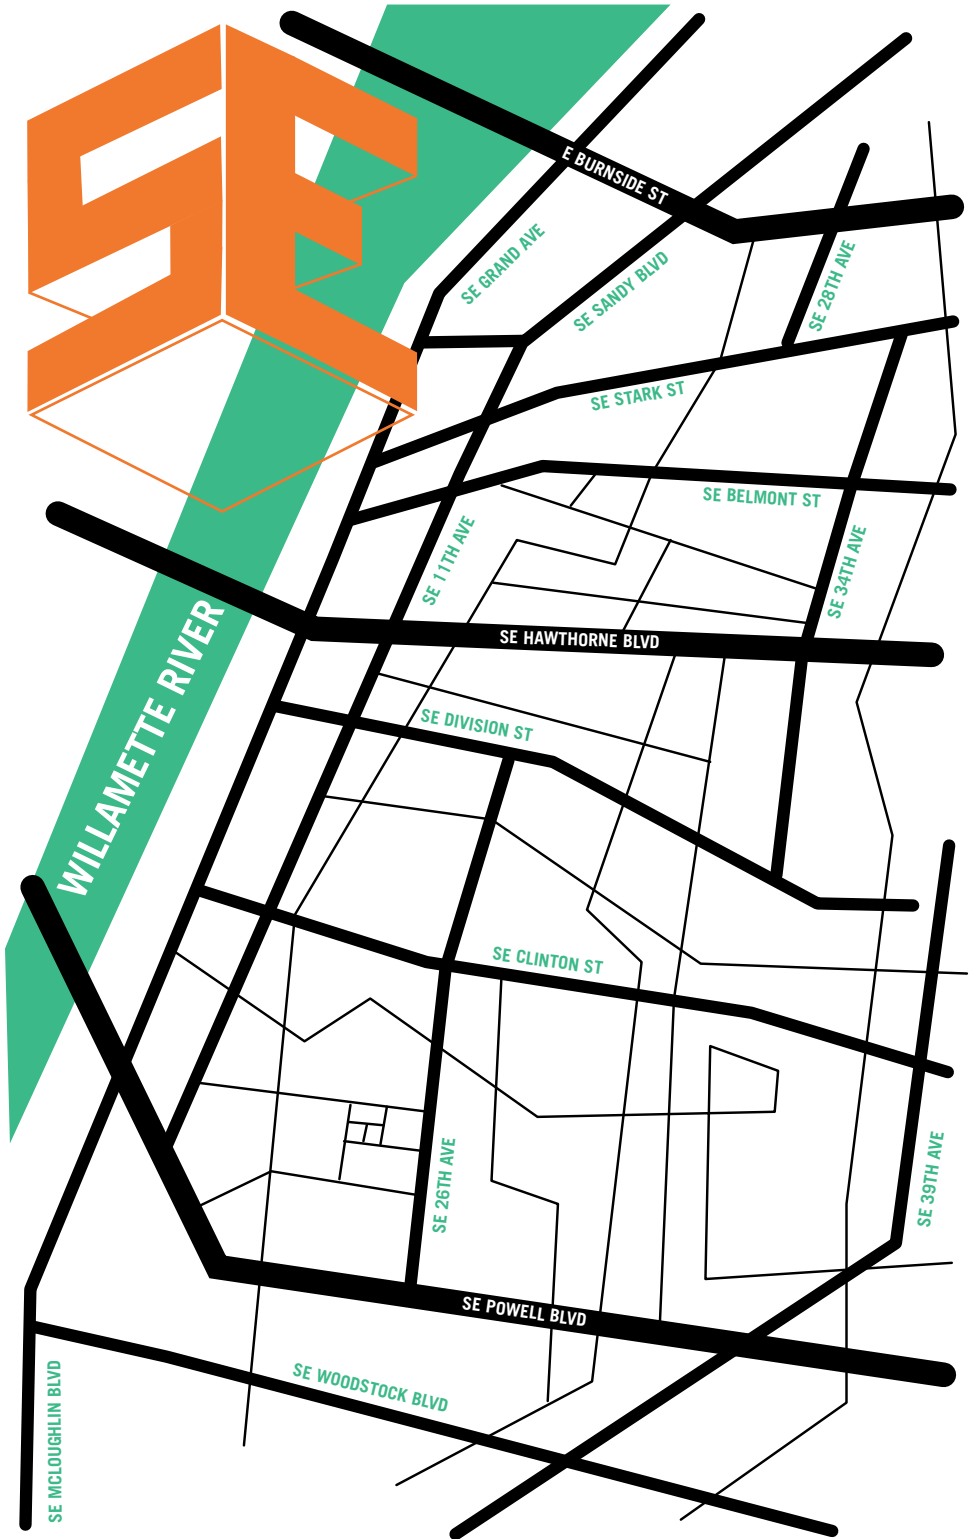 SE
E BURNSIDE ST
SE GRAND AVE
SE SANDY BLVD
SE 28TH AVE
SE STARK ST
SE BELMONT ST
SE 11TH AVE
SE 34TH AVE
WILLAMETTE RIVER
SE HAWTHORNE BLVD
SE DIVISION ST
SE CLINTON ST
SE 26TH AVE
SE 39TH AVE
SE POWELL BLVD
SE WOODSTOCK BLVD
SE MCLOUGHLIN BLVD